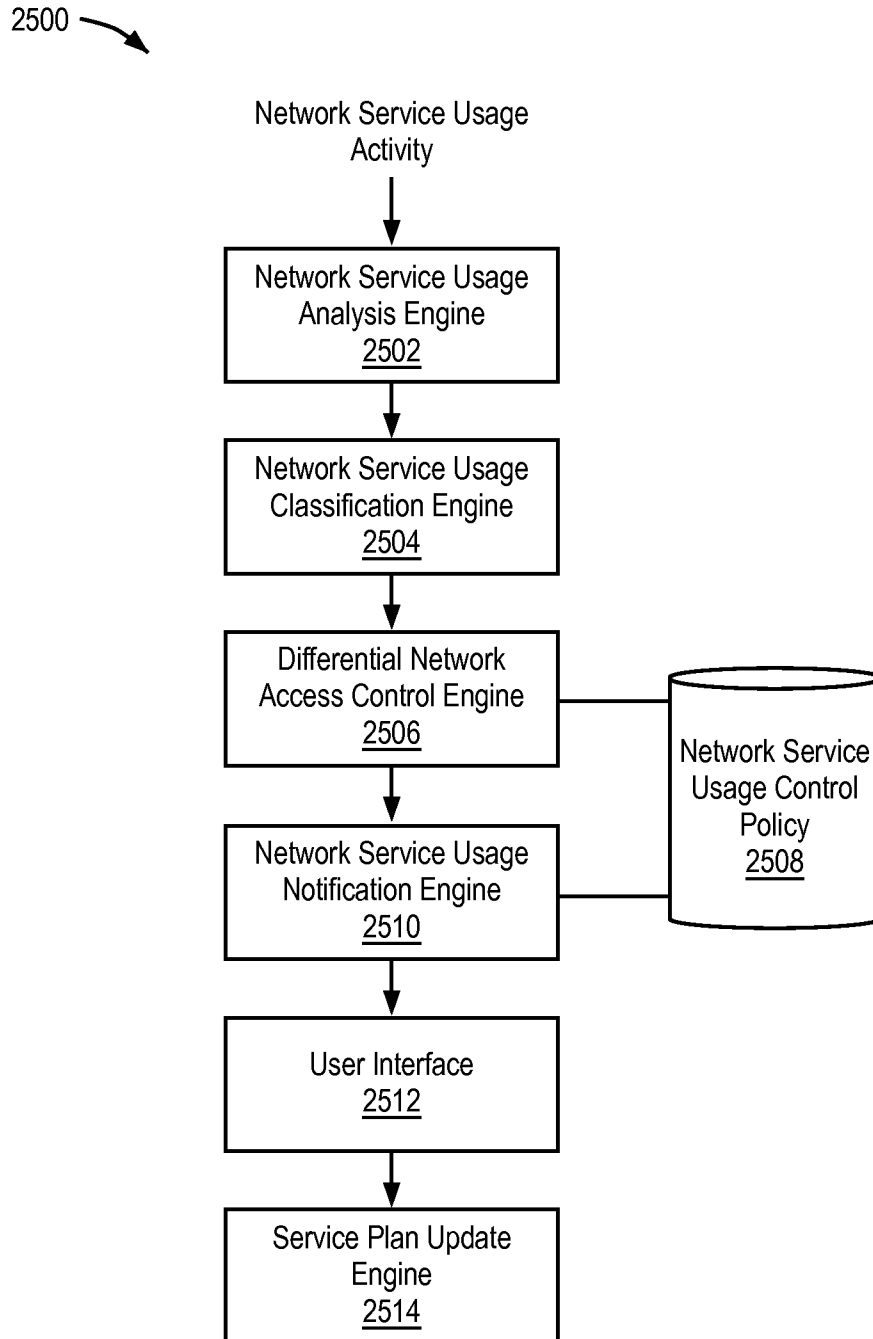 2500
Network Service Usage
Activity
Network Service Usage
Analysis Engine
2502
Network Service Usage
Classification Engine
2504
Differential Network
Access Control Engine
2506
Network Service
Usage Control
Policy
2508
Network Service Usage
Notification Engine
2510
User Interface
2512
Service Plan Update
Engine
2514